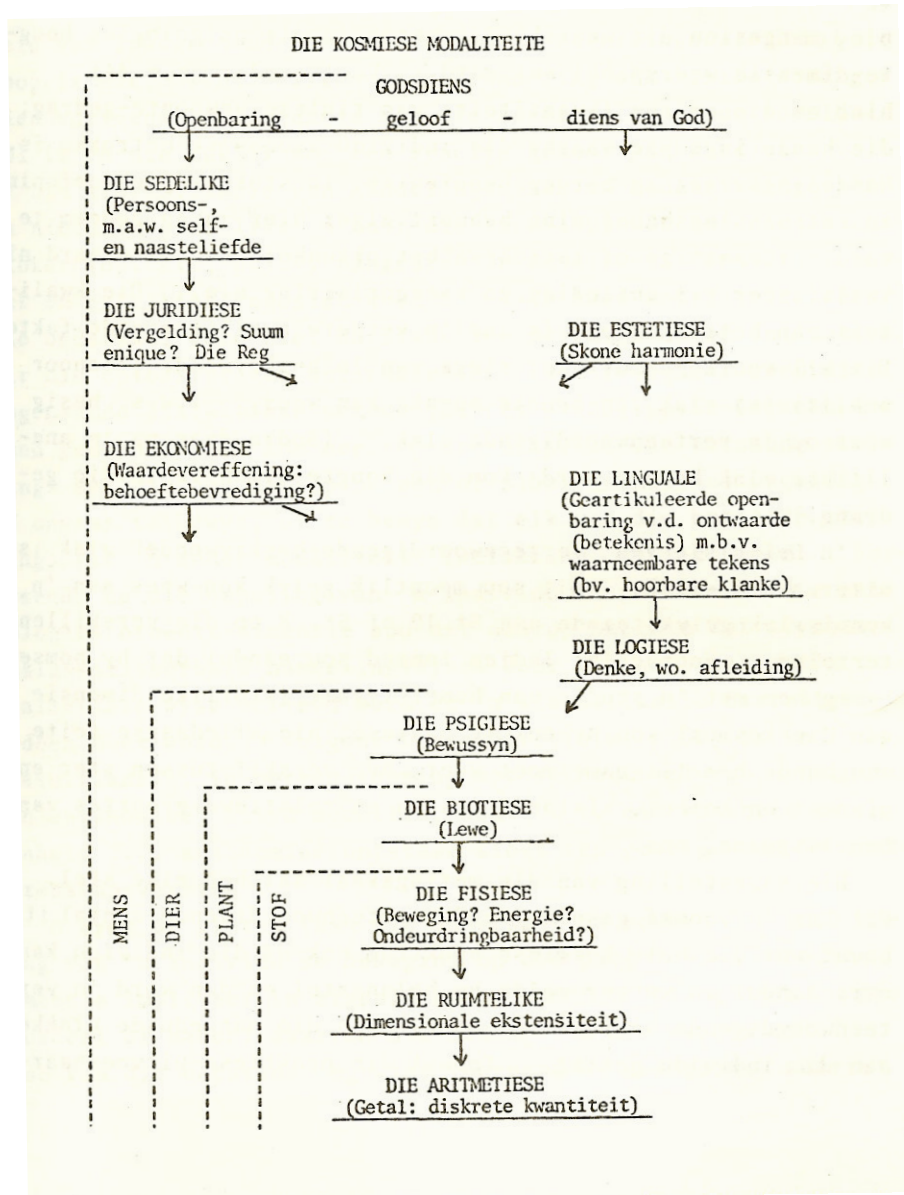 DIE KOSMIESE MODALITEITE
GODSDIENS
(Openbaring - geloof - diens van God)
DIE SEDELIKE
(Persoons-,
m.a.w. self-
en naasteliefde
DIE JURIDIESE
(Vergelding? Suum
enique? Die Reg
DIE ESTETIESE
(Skone harmonie)
DIE EKONOMIESE
(Waardevereffening:
behoeftebevrediging?)
DIE LINGUALE
(Geartikuleerde open-
baring v.d. ontwaarde
(betekenis) m.b.v.
waarneembare tekens
(bv. hoorbare klanke)
DIE LOGIESE
(Denke, wo. afleiding)
DIE PSIGIESE
(Bewussyn)
DIE BIOTIESE
(Lewe)
DIE FISIESE
(Beweging? Energie?
Ondeurdringbaarheid?)
MENS
DIER
PLANT
STOF
DIE RUIMTELIKE
(Dimensionale ekstensiteit)
DIE ARITMETIESE
(Getal: diskrete kwantiteit)